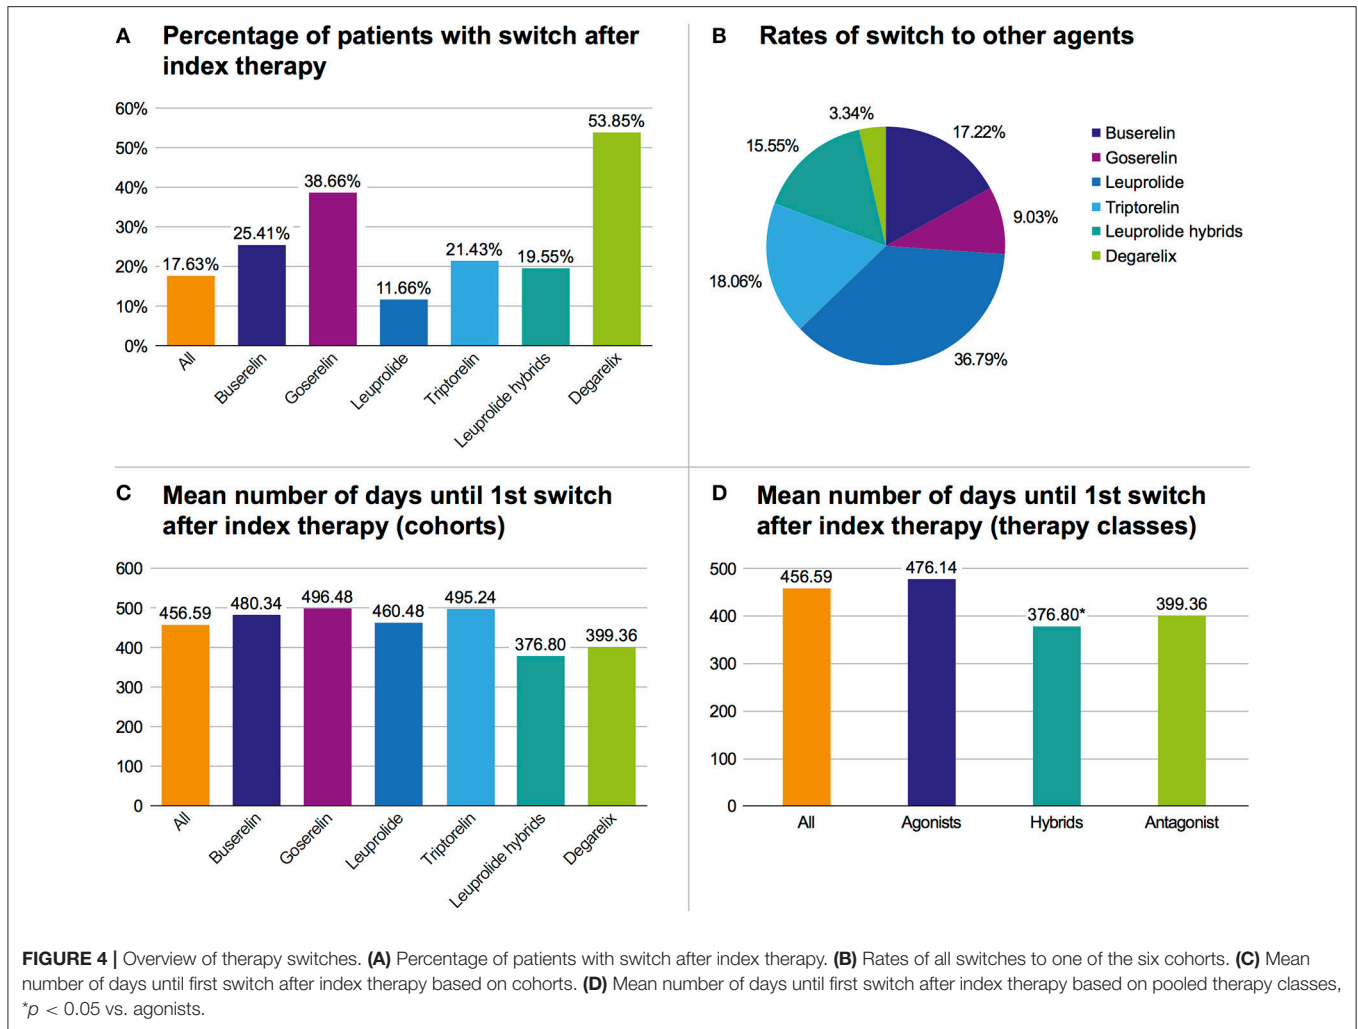 A Percentage of patients with switch after
index therapy
60%
50%
40%
30%
20%
10%
0%
17.63%
25.41%
38.66%
11.66%
21.43%
19.55%
53.85%
All
Buserelin
Goserelin
Leuprolide
Triptorelin
Leuprolide hybrids
Degarelix
B Rates of switch to other agents
3.34%
17.22%
15.55%
9.03%
18.06%
36.79%
Buserelin
Goserelin
Leuprolide
Triptorelin
Leuprolide hybrids
Degarelix
C Mean number of days until 1st switch
after index therapy (cohorts)
600
500
400
300
200
100
0
456.59
480.34
496.48
460.48
495.24
376.80
399.36
All
Buserelin
Goserelin
Leuprolide
Triptorelin
Leuprolide hybrids
Degarelix
D Mean number of days until 1st switch
after index therapy (therapy classes)
500
400
300
200
100
0
456.59
476.14
376.80*
399.36
All
Agonists
Hybrids
Antagonist
FIGURE 4 | Overview of therapy switches. (A) Percentage of patients with switch after index therapy. (B) Rates of all switches to one of the six cohorts. (C) Mean
number of days until first switch after index therapy based on cohorts. (D) Mean number of days until first switch after index therapy based on pooled therapy classes,
*p < 0.05 vs. agonists.